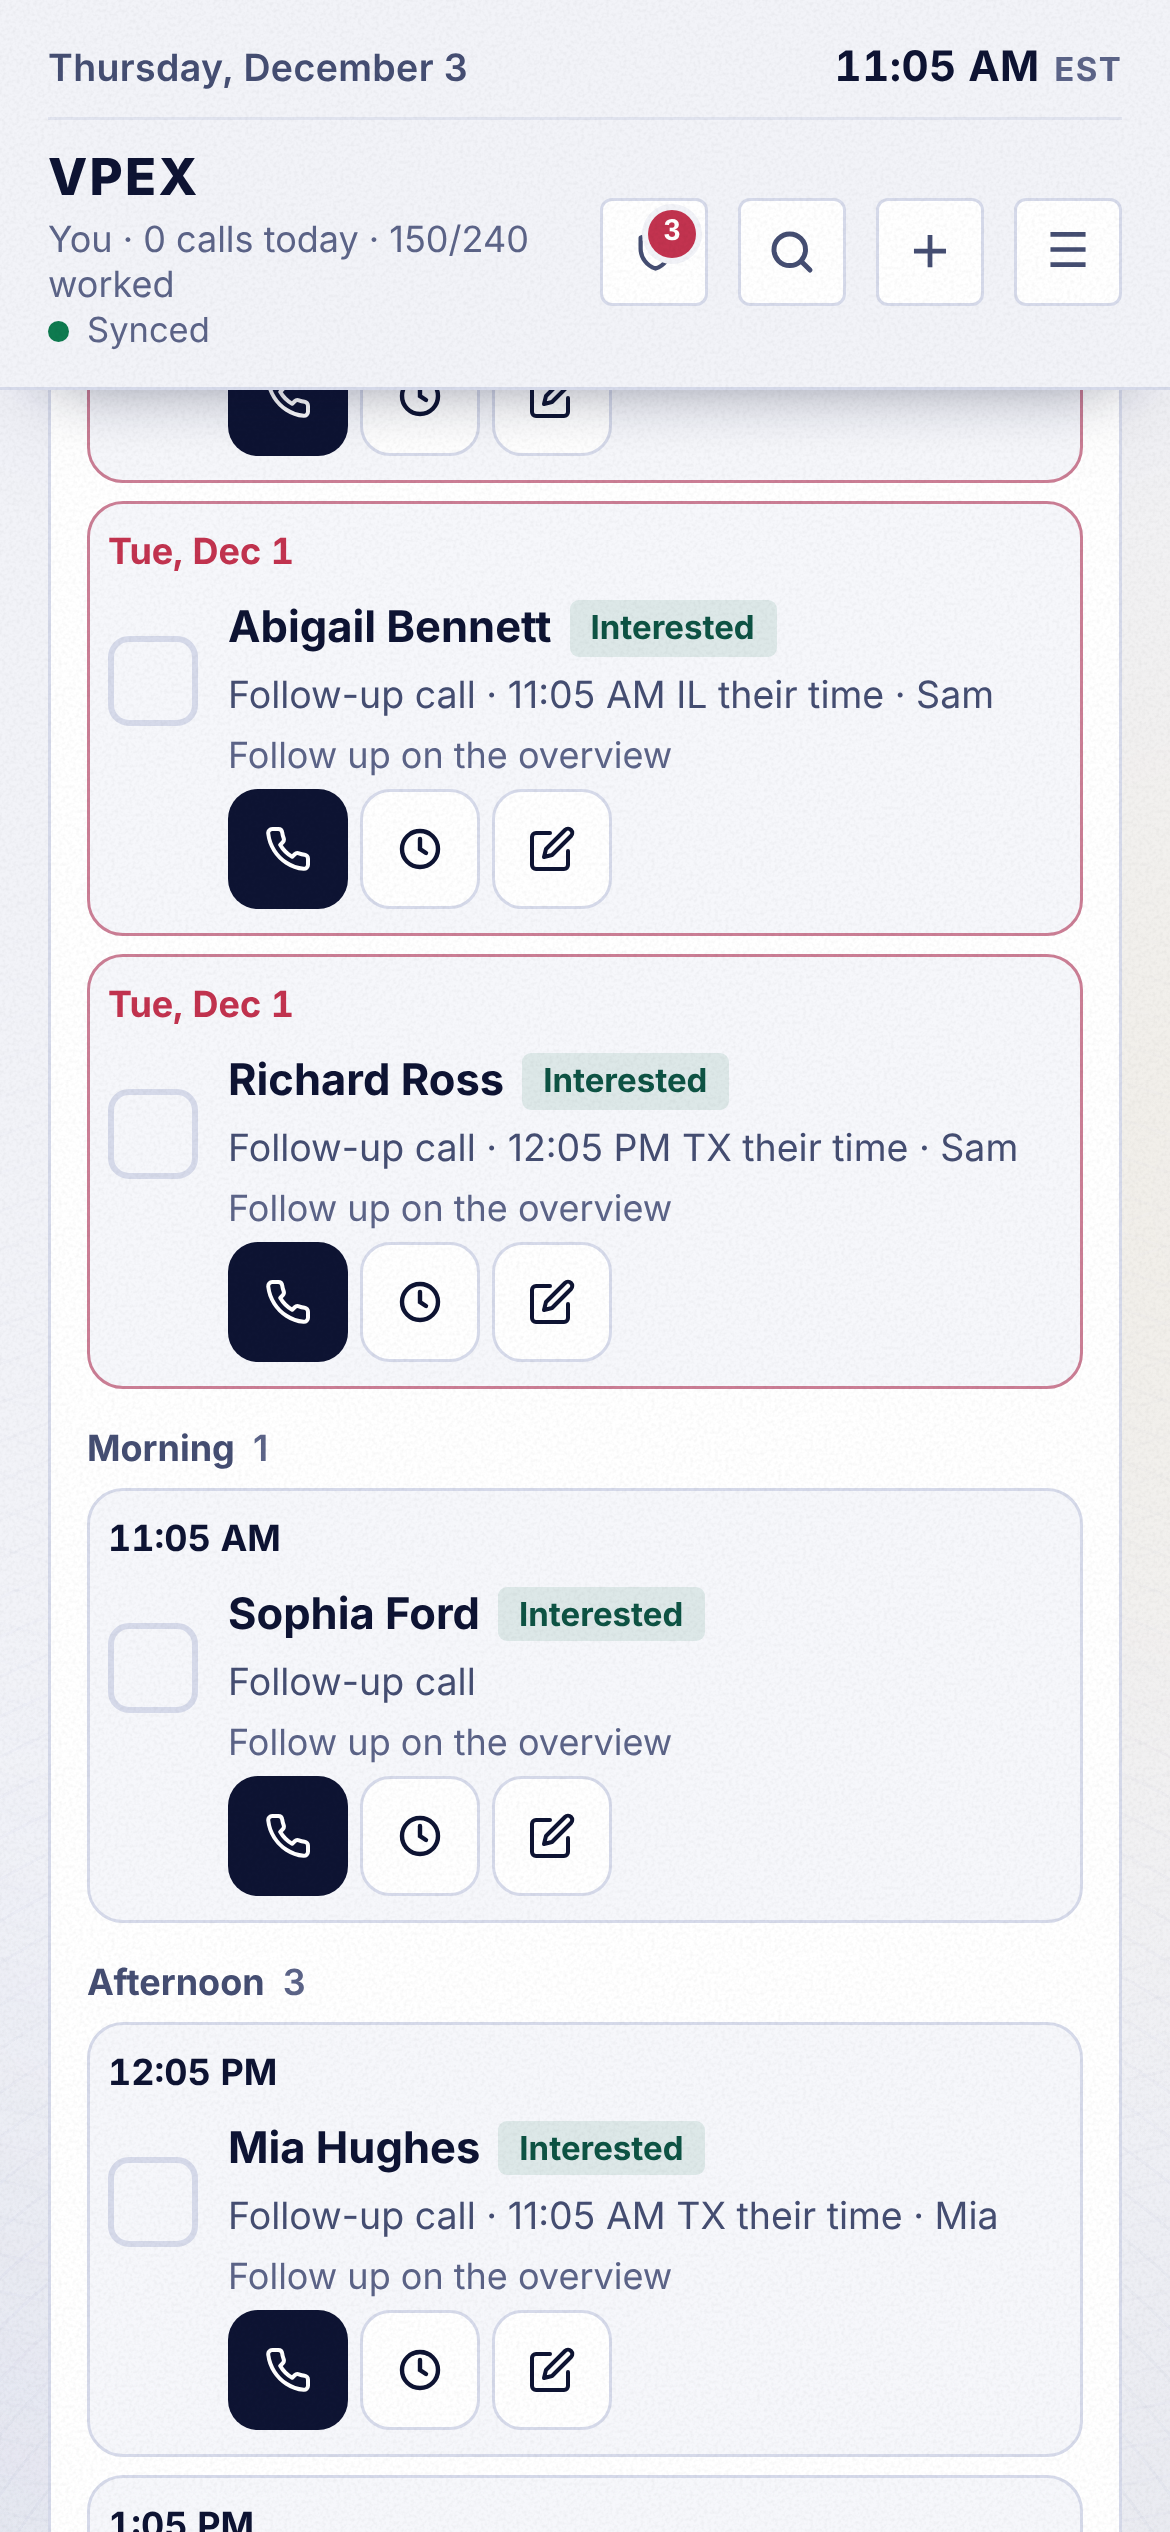 Thursday, December 3
11:05 AM EST
VPEX
You · 0 calls today · 150/240
worked
Synced
3
Tue, Dec 1
Abigail Bennett Interested
Follow-up call · 11:05 AM IL their time · Sam
Follow up on the overview
Tue, Dec 1
Richard Ross Interested
Follow-up call · 12:05 PM TX their time · Sam
Follow up on the overview
Morning 1
11:05 AM
Sophia Ford Interested
Follow-up call
Follow up on the overview
Afternoon 3
12:05 PM
Mia Hughes Interested
Follow-up call · 11:05 AM TX their time · Mia
Follow up on the overview
1:05 PM